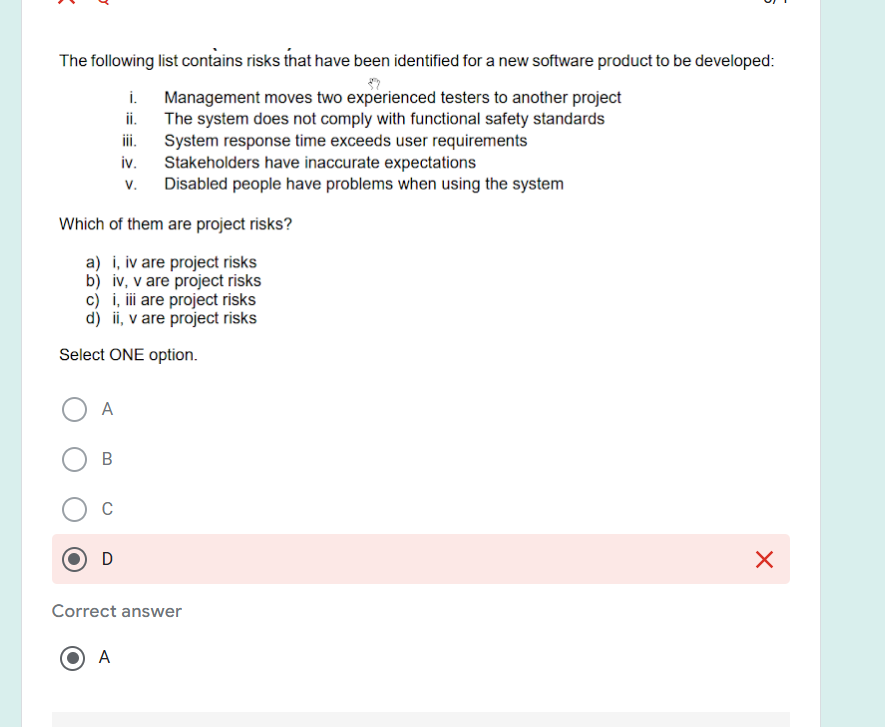 The following list contains risks that have been identified for a new software product to be developed:
i. Management moves two experienced testers to another project
ii. The system does not comply with functional safety standards
iii. System response time exceeds user requirements
iv. Stakeholders have inaccurate expectations
v. Disabled people have problems when using the system
Which of them are project risks?
a) i, iv are project risks
b) iv, v are project risks
c) i, iii are project risks
d) ii, v are project risks
Select ONE option.
A
B
C
D
Correct answer
A